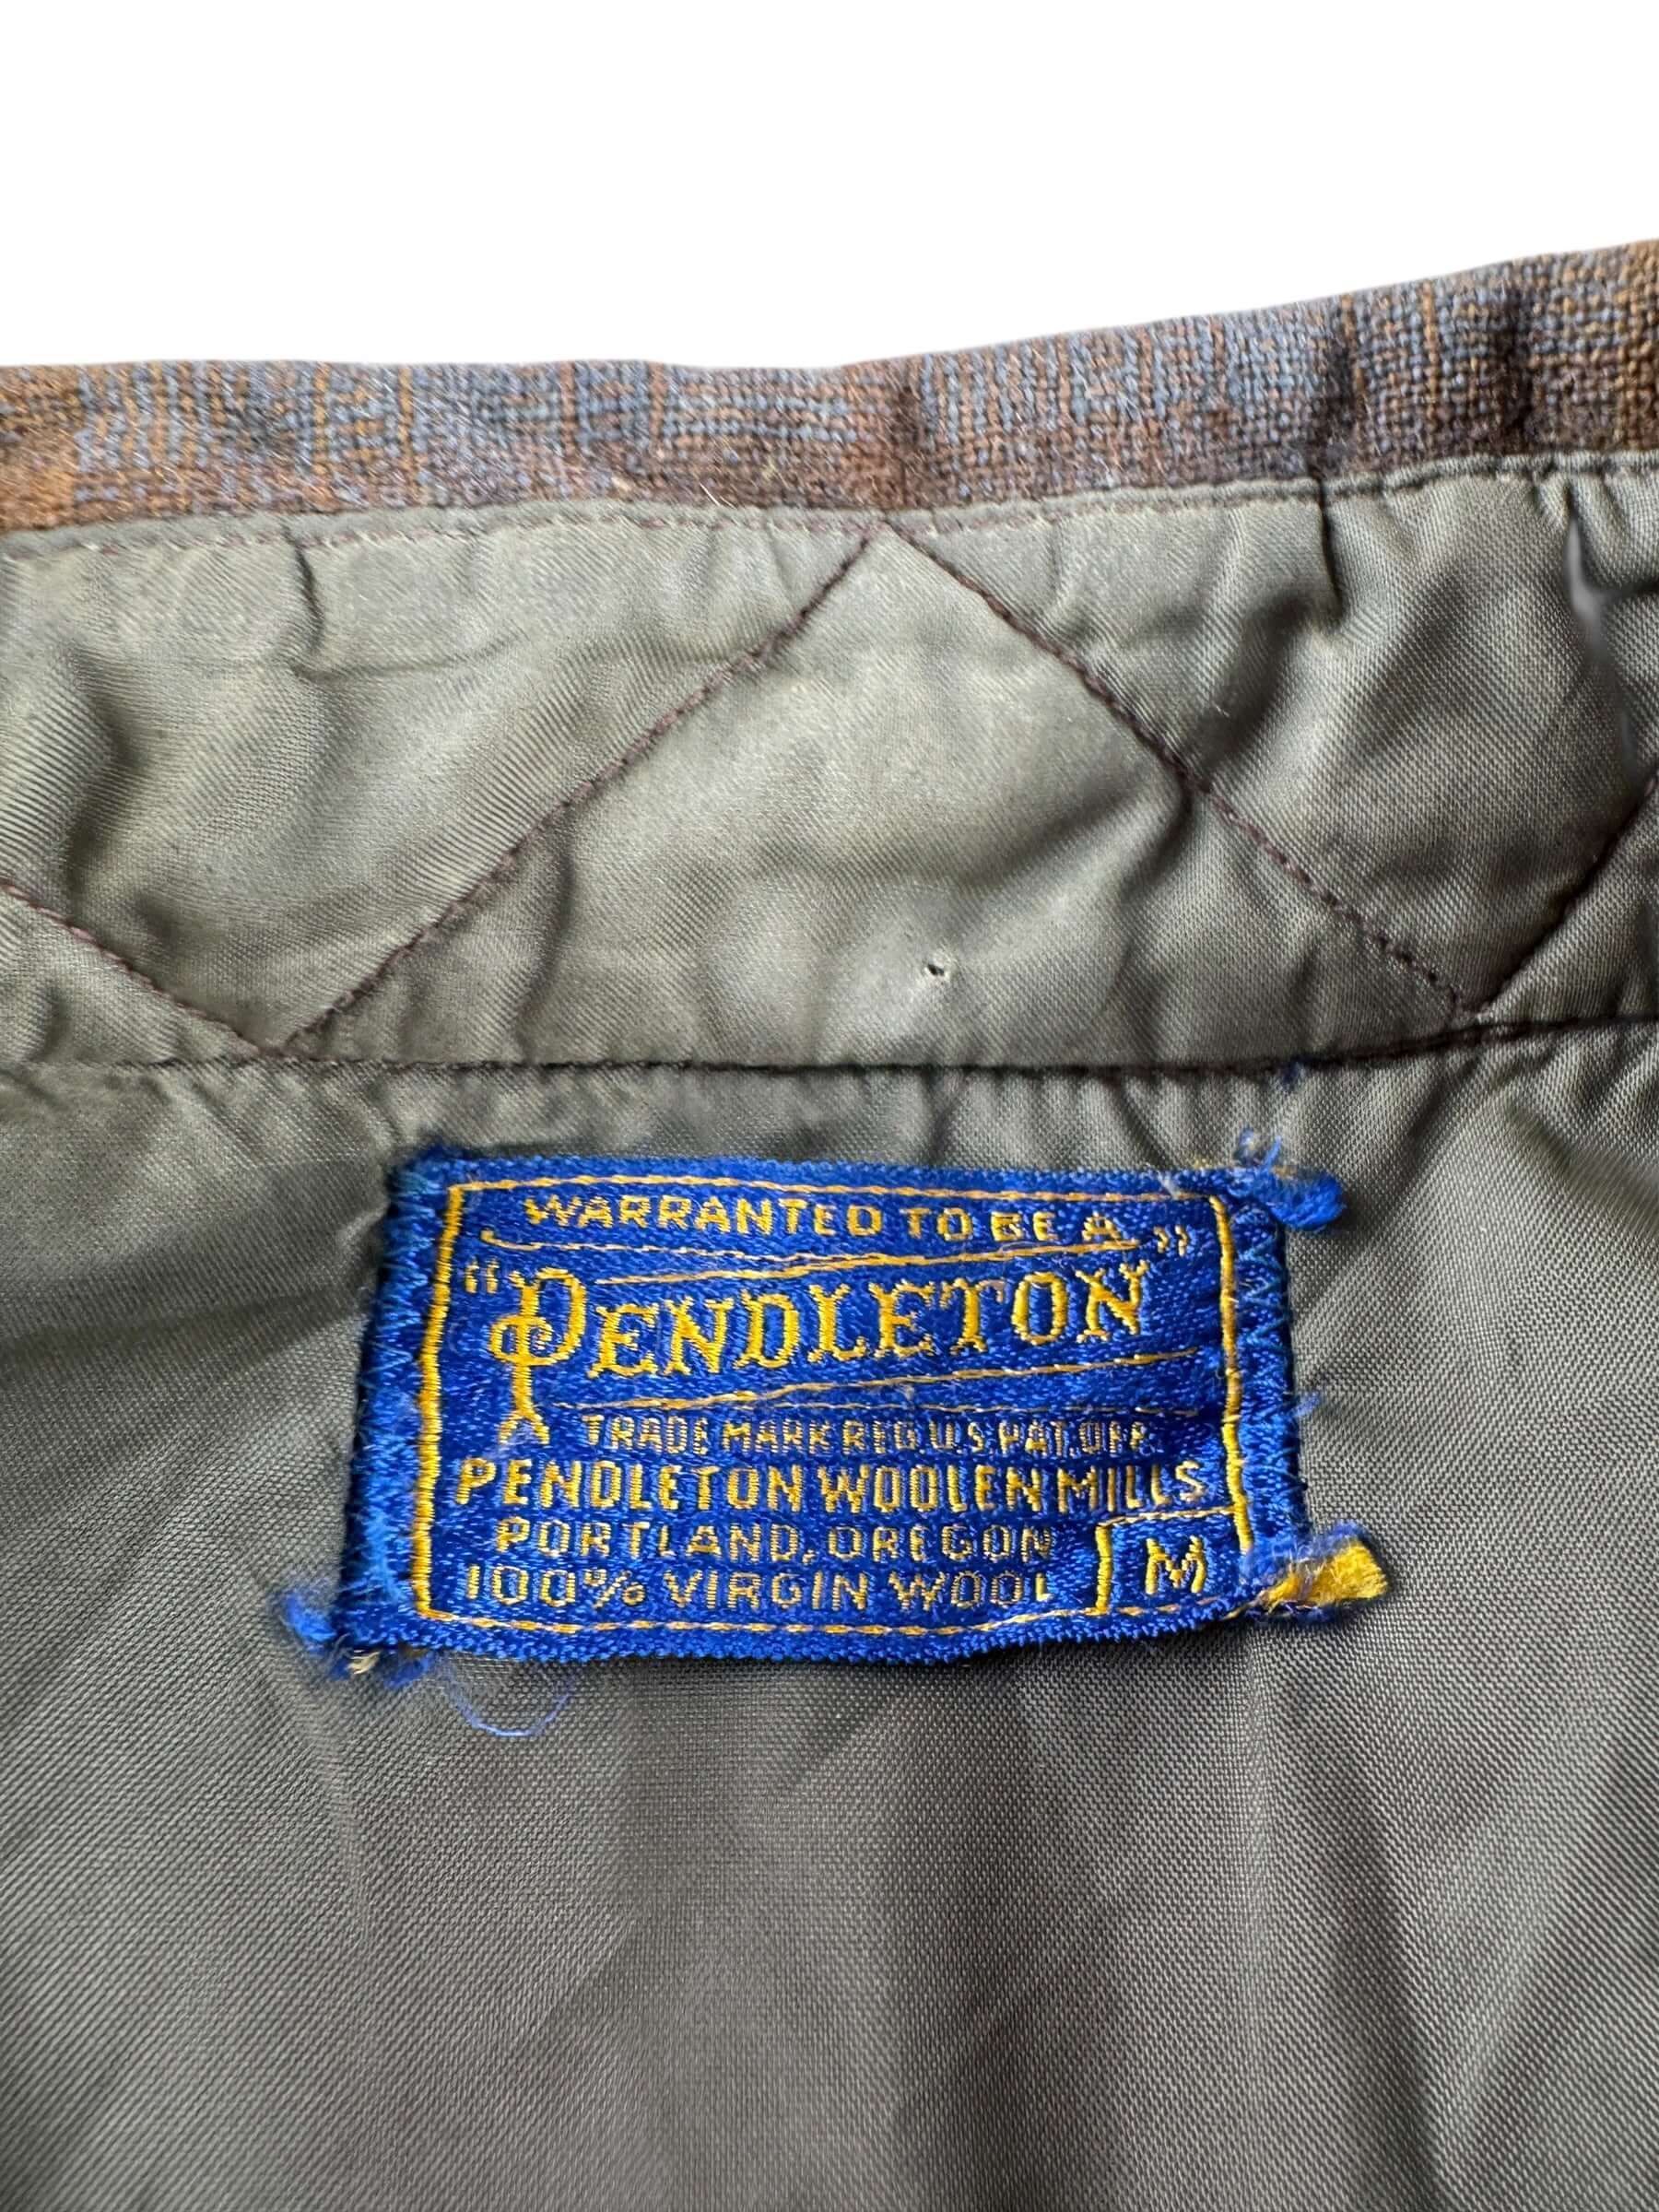 WARRANTED TO BE A
"PENDLETON"
TRADE MARK REG. U.S. PAT. OFF.
PENDLETON WOOLEN MILLS
PORTLAND, OREGON
100% VIRGIN WOOL M